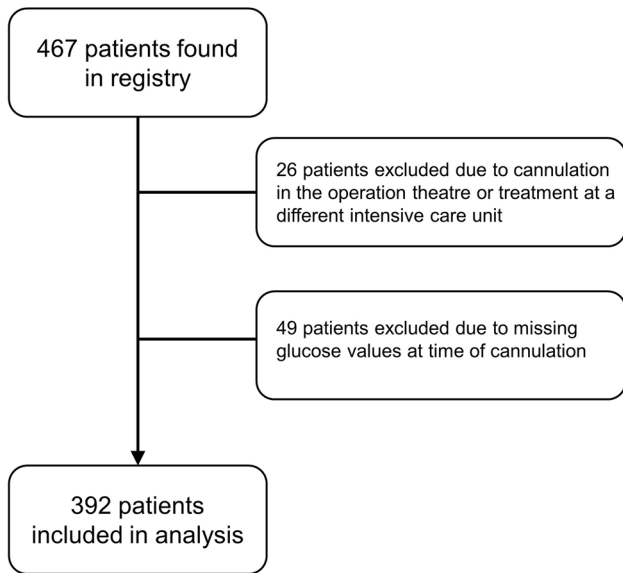 467 patients found
in registry
26 patients excluded due to cannulation
in the operation theatre or treatment at a
different intensive care unit
49 patients excluded due to missing
glucose values at time of cannulation
392 patients
included in analysis